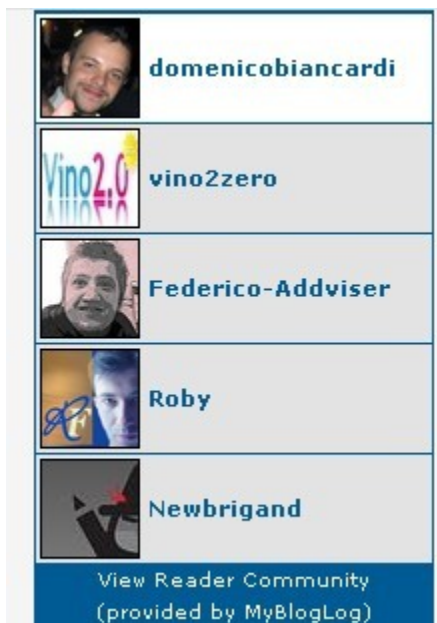 domenicobiancardi
Vino2.0
vino2zero
Federico-Addviser
Roby
Newbrigand
View Reader Community
(provided by MyBlogLog)